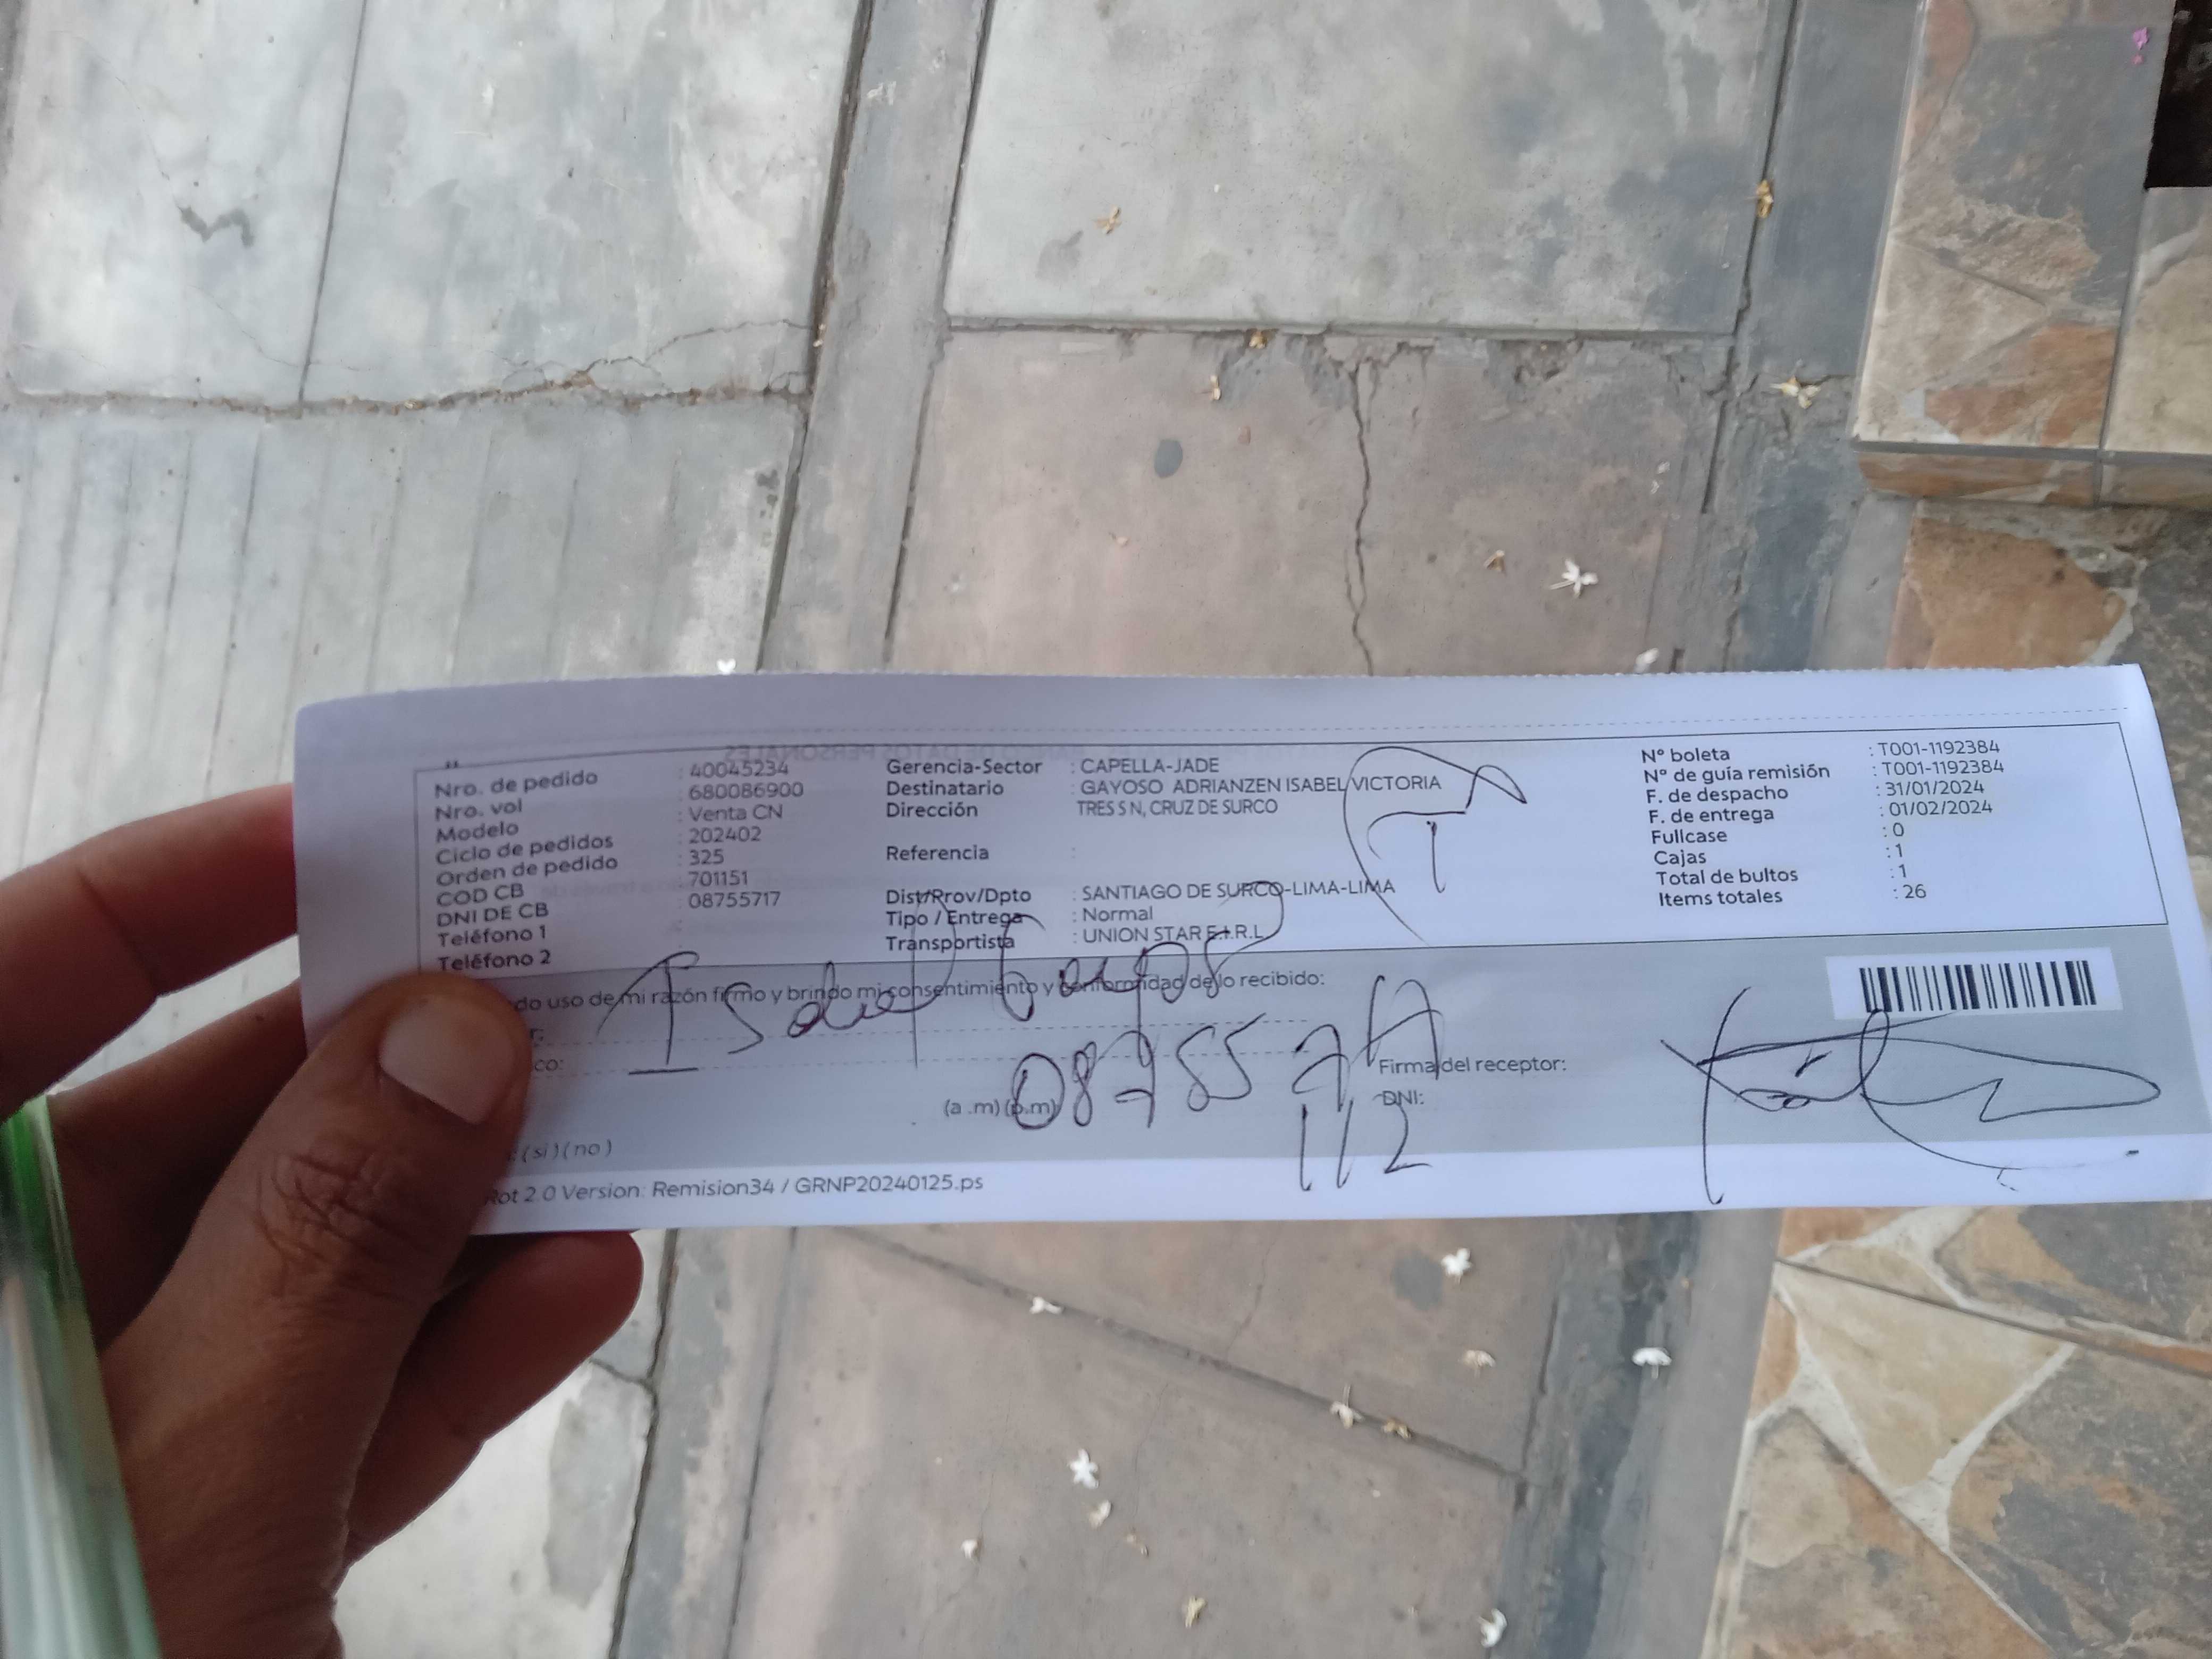 Nro. de pedido : 40045234
Nro. vol : 680086900
Modelo : Venta CN
Ciclo de pedidos : 202402
Orden de pedido : 325
COD CB : 701151
DNI DE CB : 08755717
Teléfono 1 :
Teléfono 2 :
Gerencia-Sector : CAPELLA-JADE
Destinatario : GAYOSO ADRIANZEN ISABEL VICTORIA
Dirección TRES S N, CRUZ DE SURCO
Referencia :
Dist/Prov/Dpto : SANTIAGO DE SURCO-LIMA-LIMA
Tipo / Entrega : Normal
Transportista : UNION STAR E.I.R.L
N° boleta : T001-1192384
N° de guía remisión : T001-1192384
F. de despacho : 31/01/2024
F. de entrega : 01/02/2024
Fullcase : 0
Cajas : 1
Total de bultos : 1
Items totales : 26
T
do uso de mi razón firmo y brindo mi consentimiento y conformidad de lo recibido:
Isabel Gayoso
r:
co:
087557
Firma del receptor:
(a .m) (p.m)
DNI:
1/2
: ( si ) ( no )
Rot 2.0 Version: Remision34 / GRNP20240125.ps